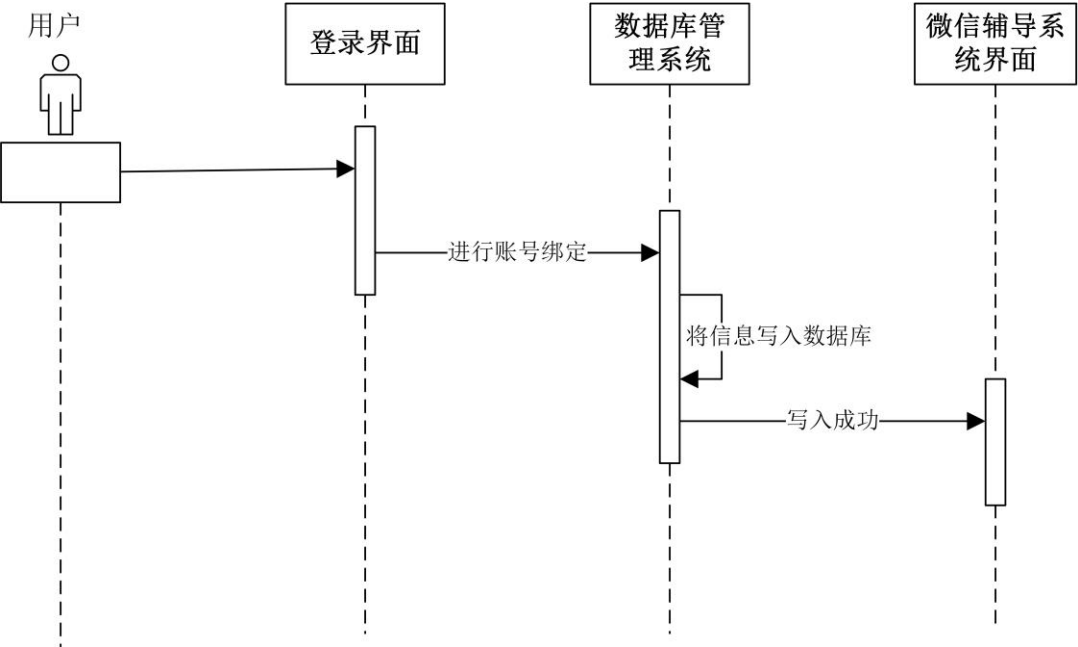 用户
登录界面
数据库管
理系统
微信辅导系
统界面
进行账号绑定
将信息写入数据库
写入成功